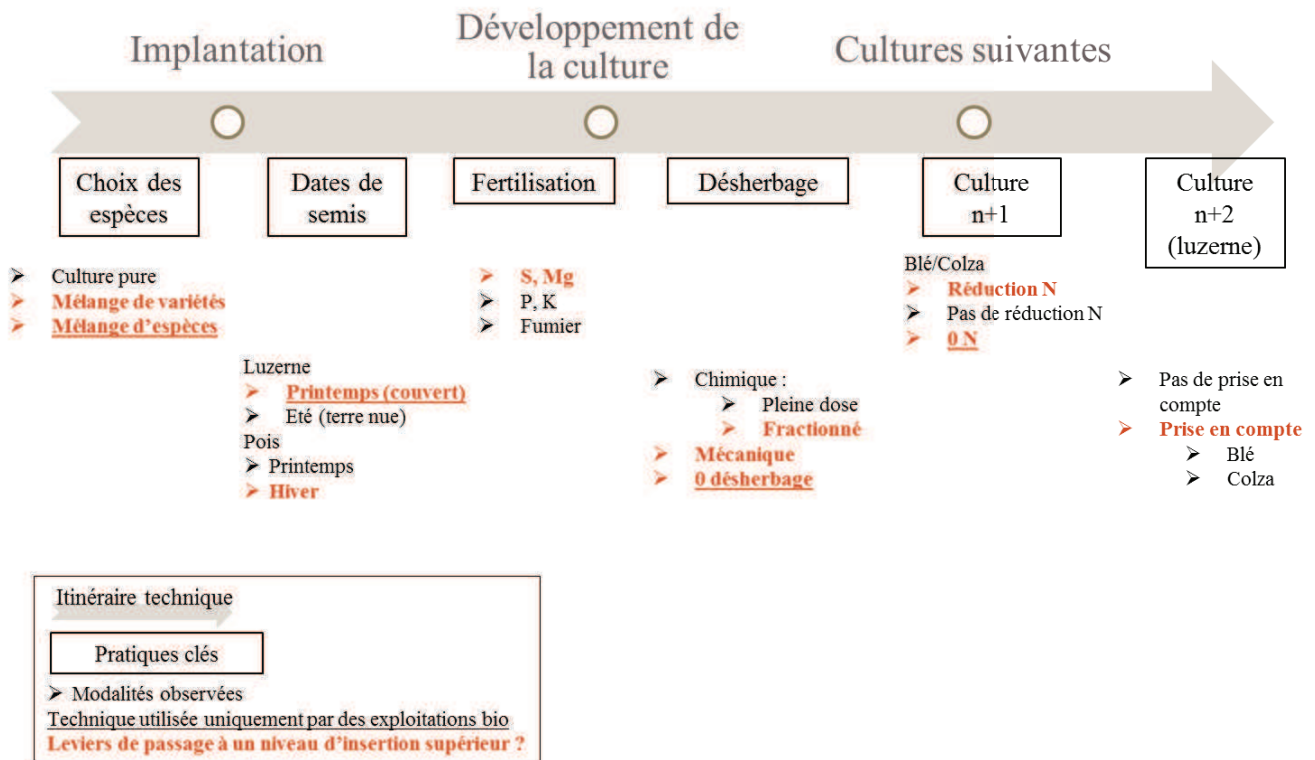 Implantation
Développement de
la culture
Cultures suivantes
Choix des
espèces
Dates de
semis
Fertilisation
Désherbage
Culture
n+1
Culture
n+2
(luzerne)
➤ Culture pure
➤ Mélange de variétés
➤ Mélange d'espèces
Luzerne
➤ Printemps (couvert)
➤ Eté (terre nue)
Pois
➤ Printemps
➤ Hiver
➤ S, Mg
➤ P, K
➤ Fumier
➤ Chimique :
➤ Pleine dose
➤ Fractionné
➤ Mécanique
➤ 0 désherbage
Blé/Colza
➤ Réduction N
➤ Pas de réduction N
➤ 0 N
➤ Pas de prise en
compte
➤ Prise en compte
➤ Blé
➤ Colza
Itinéraire technique
Pratiques clés
➤ Modalités observées
Technique utilisée uniquement par des exploitations bio
Leviers de passage à un niveau d'insertion supérieur ?